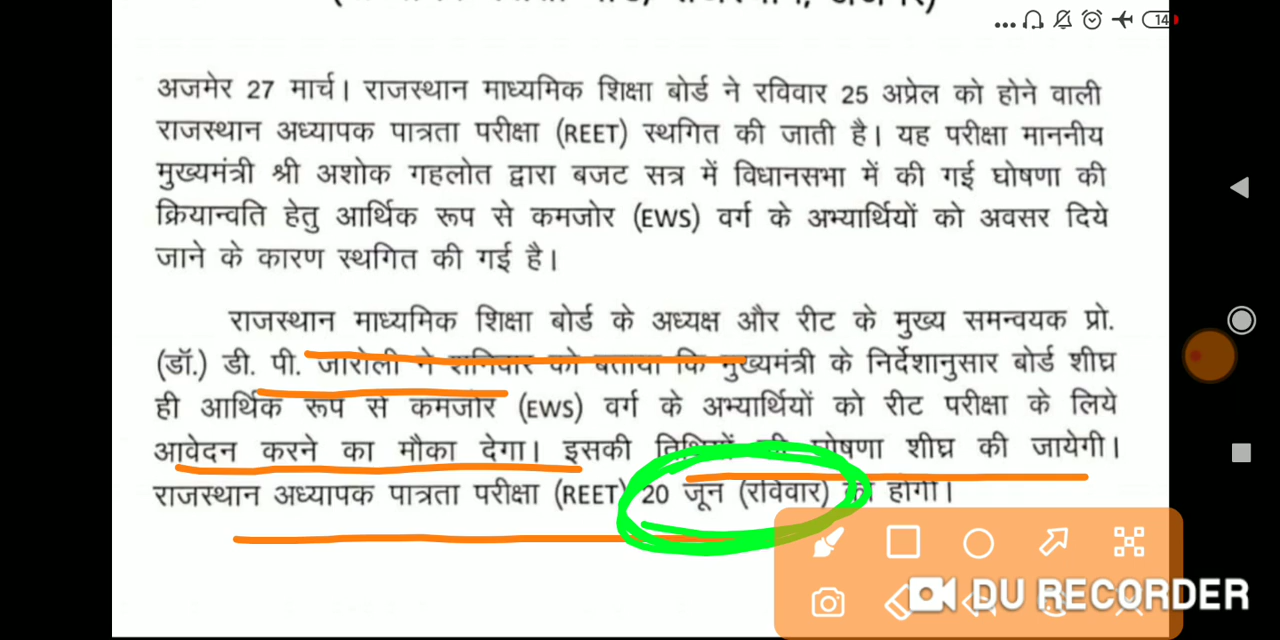 14
अजमेर 27 मार्च। राजस्थान माध्यमिक शिक्षा बोर्ड ने रविवार 25 अप्रेल को होने वाली
राजस्थान अध्यापक पात्रता परीक्षा (REET) स्थगित की जाती है। यह परीक्षा माननीय
मुख्यमंत्री श्री अशोक गहलोत द्वारा बजट सत्र में विधानसभा में की गई घोषणा की
क्रियान्वति हेतु आर्थिक रूप से कमजोर (EWS) वर्ग के अभ्यार्थियों को अवसर दिये
जाने के कारण स्थगित की गई है।
राजस्थान माध्यमिक शिक्षा बोर्ड के अध्यक्ष और रीट के मुख्य समन्वयक प्रो.
(डॉ.) डी. पी. जारोली ने शनिवार को बताया कि मुख्यमंत्री के निर्देशानुसार बोर्ड शीघ्र
ही आर्थिक रूप से कमजोर (EWS) वर्ग के अभ्यार्थियों को रीट परीक्षा के लिये
आवेदन करने का मौका देगा। इसकी तिथियों की घोषणा शीघ्र की जायेगी।
राजस्थान अध्यापक पात्रता परीक्षा (REET) 20 जून (रविवार) को होगी।
DU RECORDER